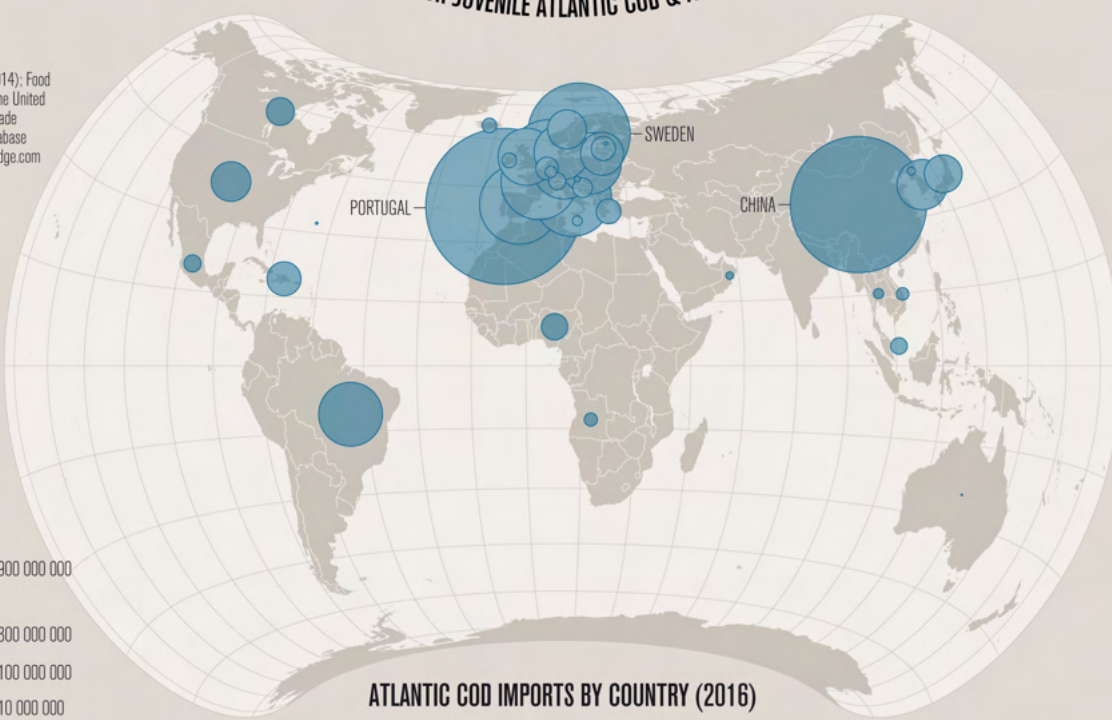 JUVENILE ATLANTIC COD &
14); Food
he United
ade
abase
dge.com
SWEDEN
PORTUGAL
CHINA
900 000 000
300 000 000
100 000 000
10 000 000
ATLANTIC COD IMPORTS BY COUNTRY (2016)